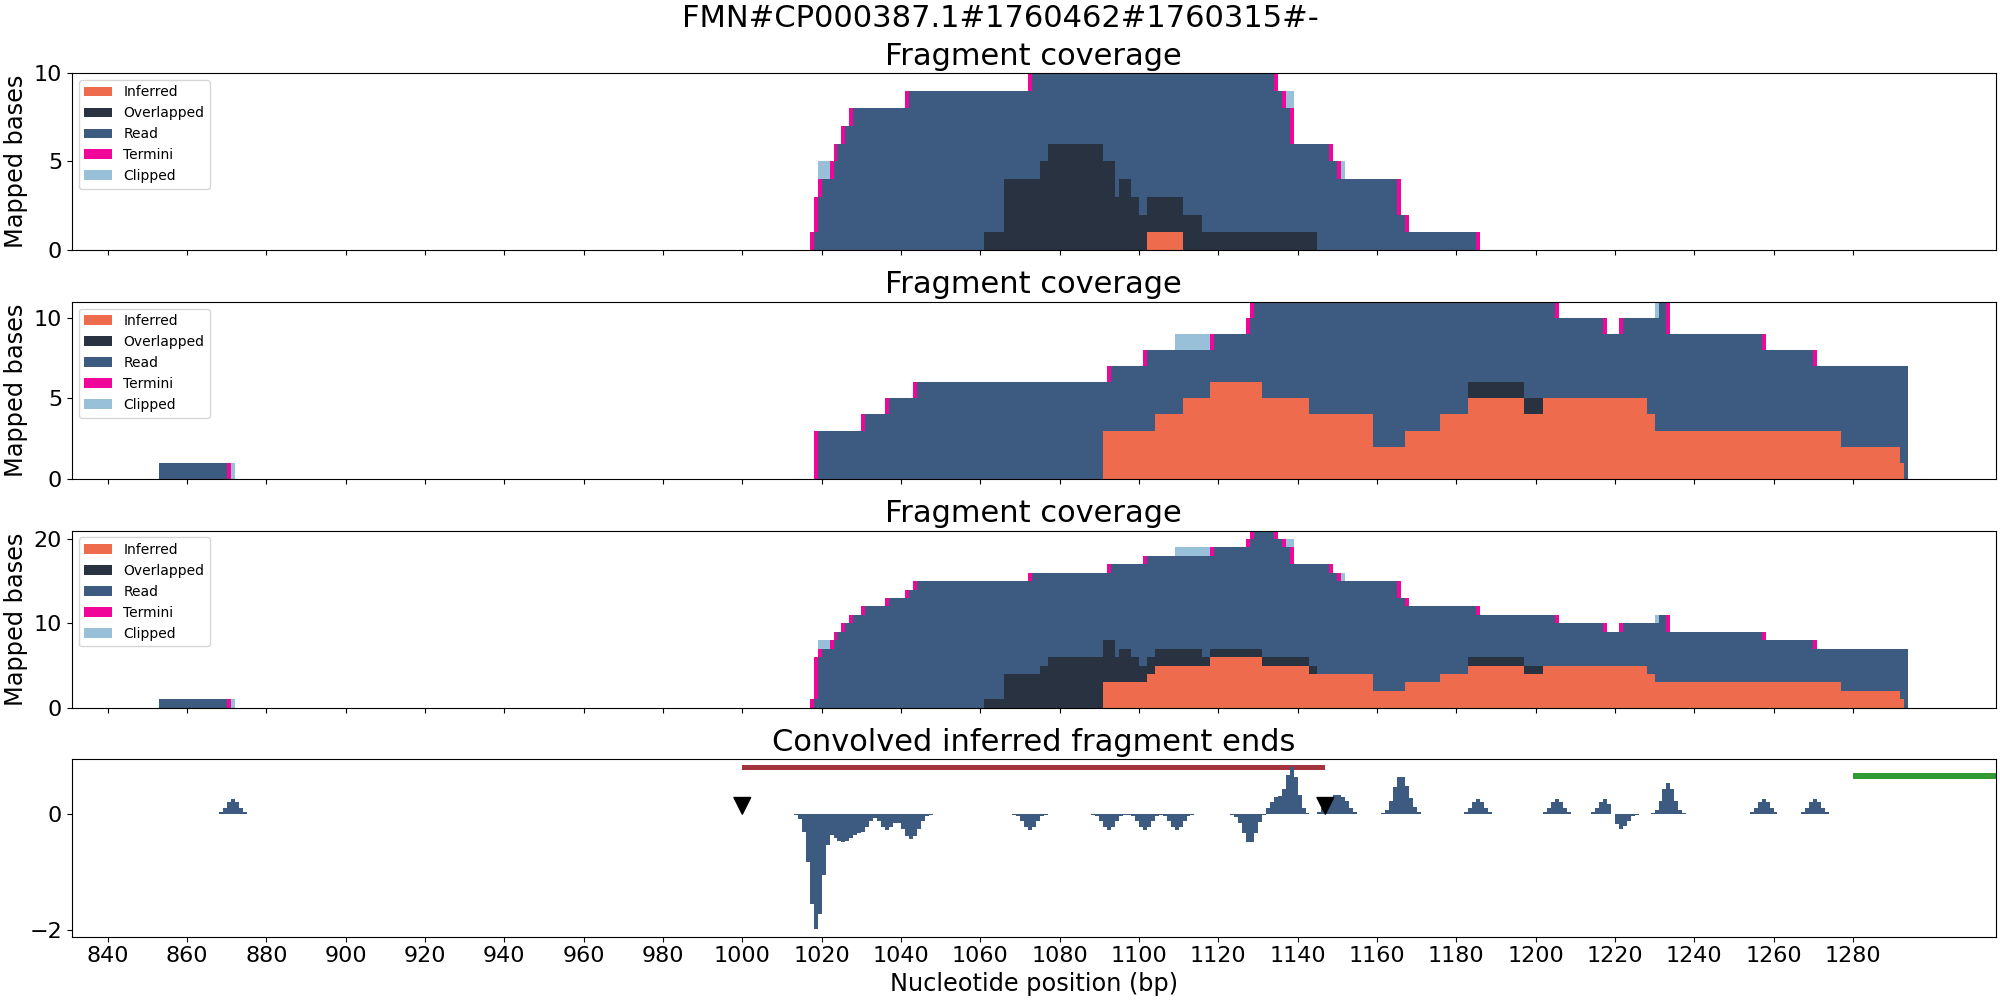 FMN#CP000387.1#1760462#1760315#-
Fragment coverage
Mapped bases
10
5
0
Inferred
Overlapped
Read
Termini
Clipped
Fragment coverage
Mapped bases
10
5
0
Inferred
Overlapped
Read
Termini
Clipped
Fragment coverage
Mapped bases
20
10
0
Inferred
Overlapped
Read
Termini
Clipped
Convolved inferred fragment ends
0
−2
840 860 880 900 920 940 960 980 1000 1020 1040 1060 1080 1100 1120 1140 1160 1180 1200 1220 1240 1260 1280
Nucleotide position (bp)